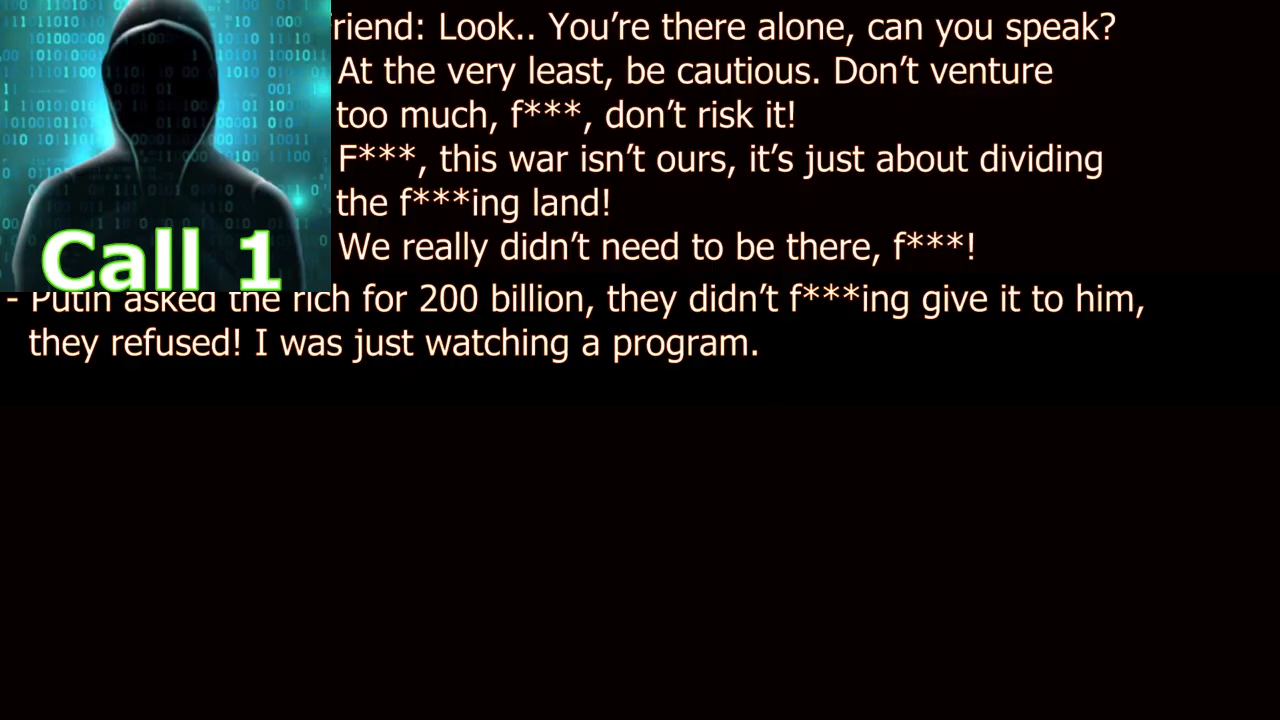 riend: Look.. You're there alone, can you speak?
At the very least, be cautious. Don't venture
too much, f***, don't risk it!
F***, this war isn't ours, it's just about dividing
the f***ing land!
We really didn't need to be there, f***!
Call 1
- Putin asked the rich for 200 billion, they didn't f***ing give it to him,
they refused! I was just watching a program.